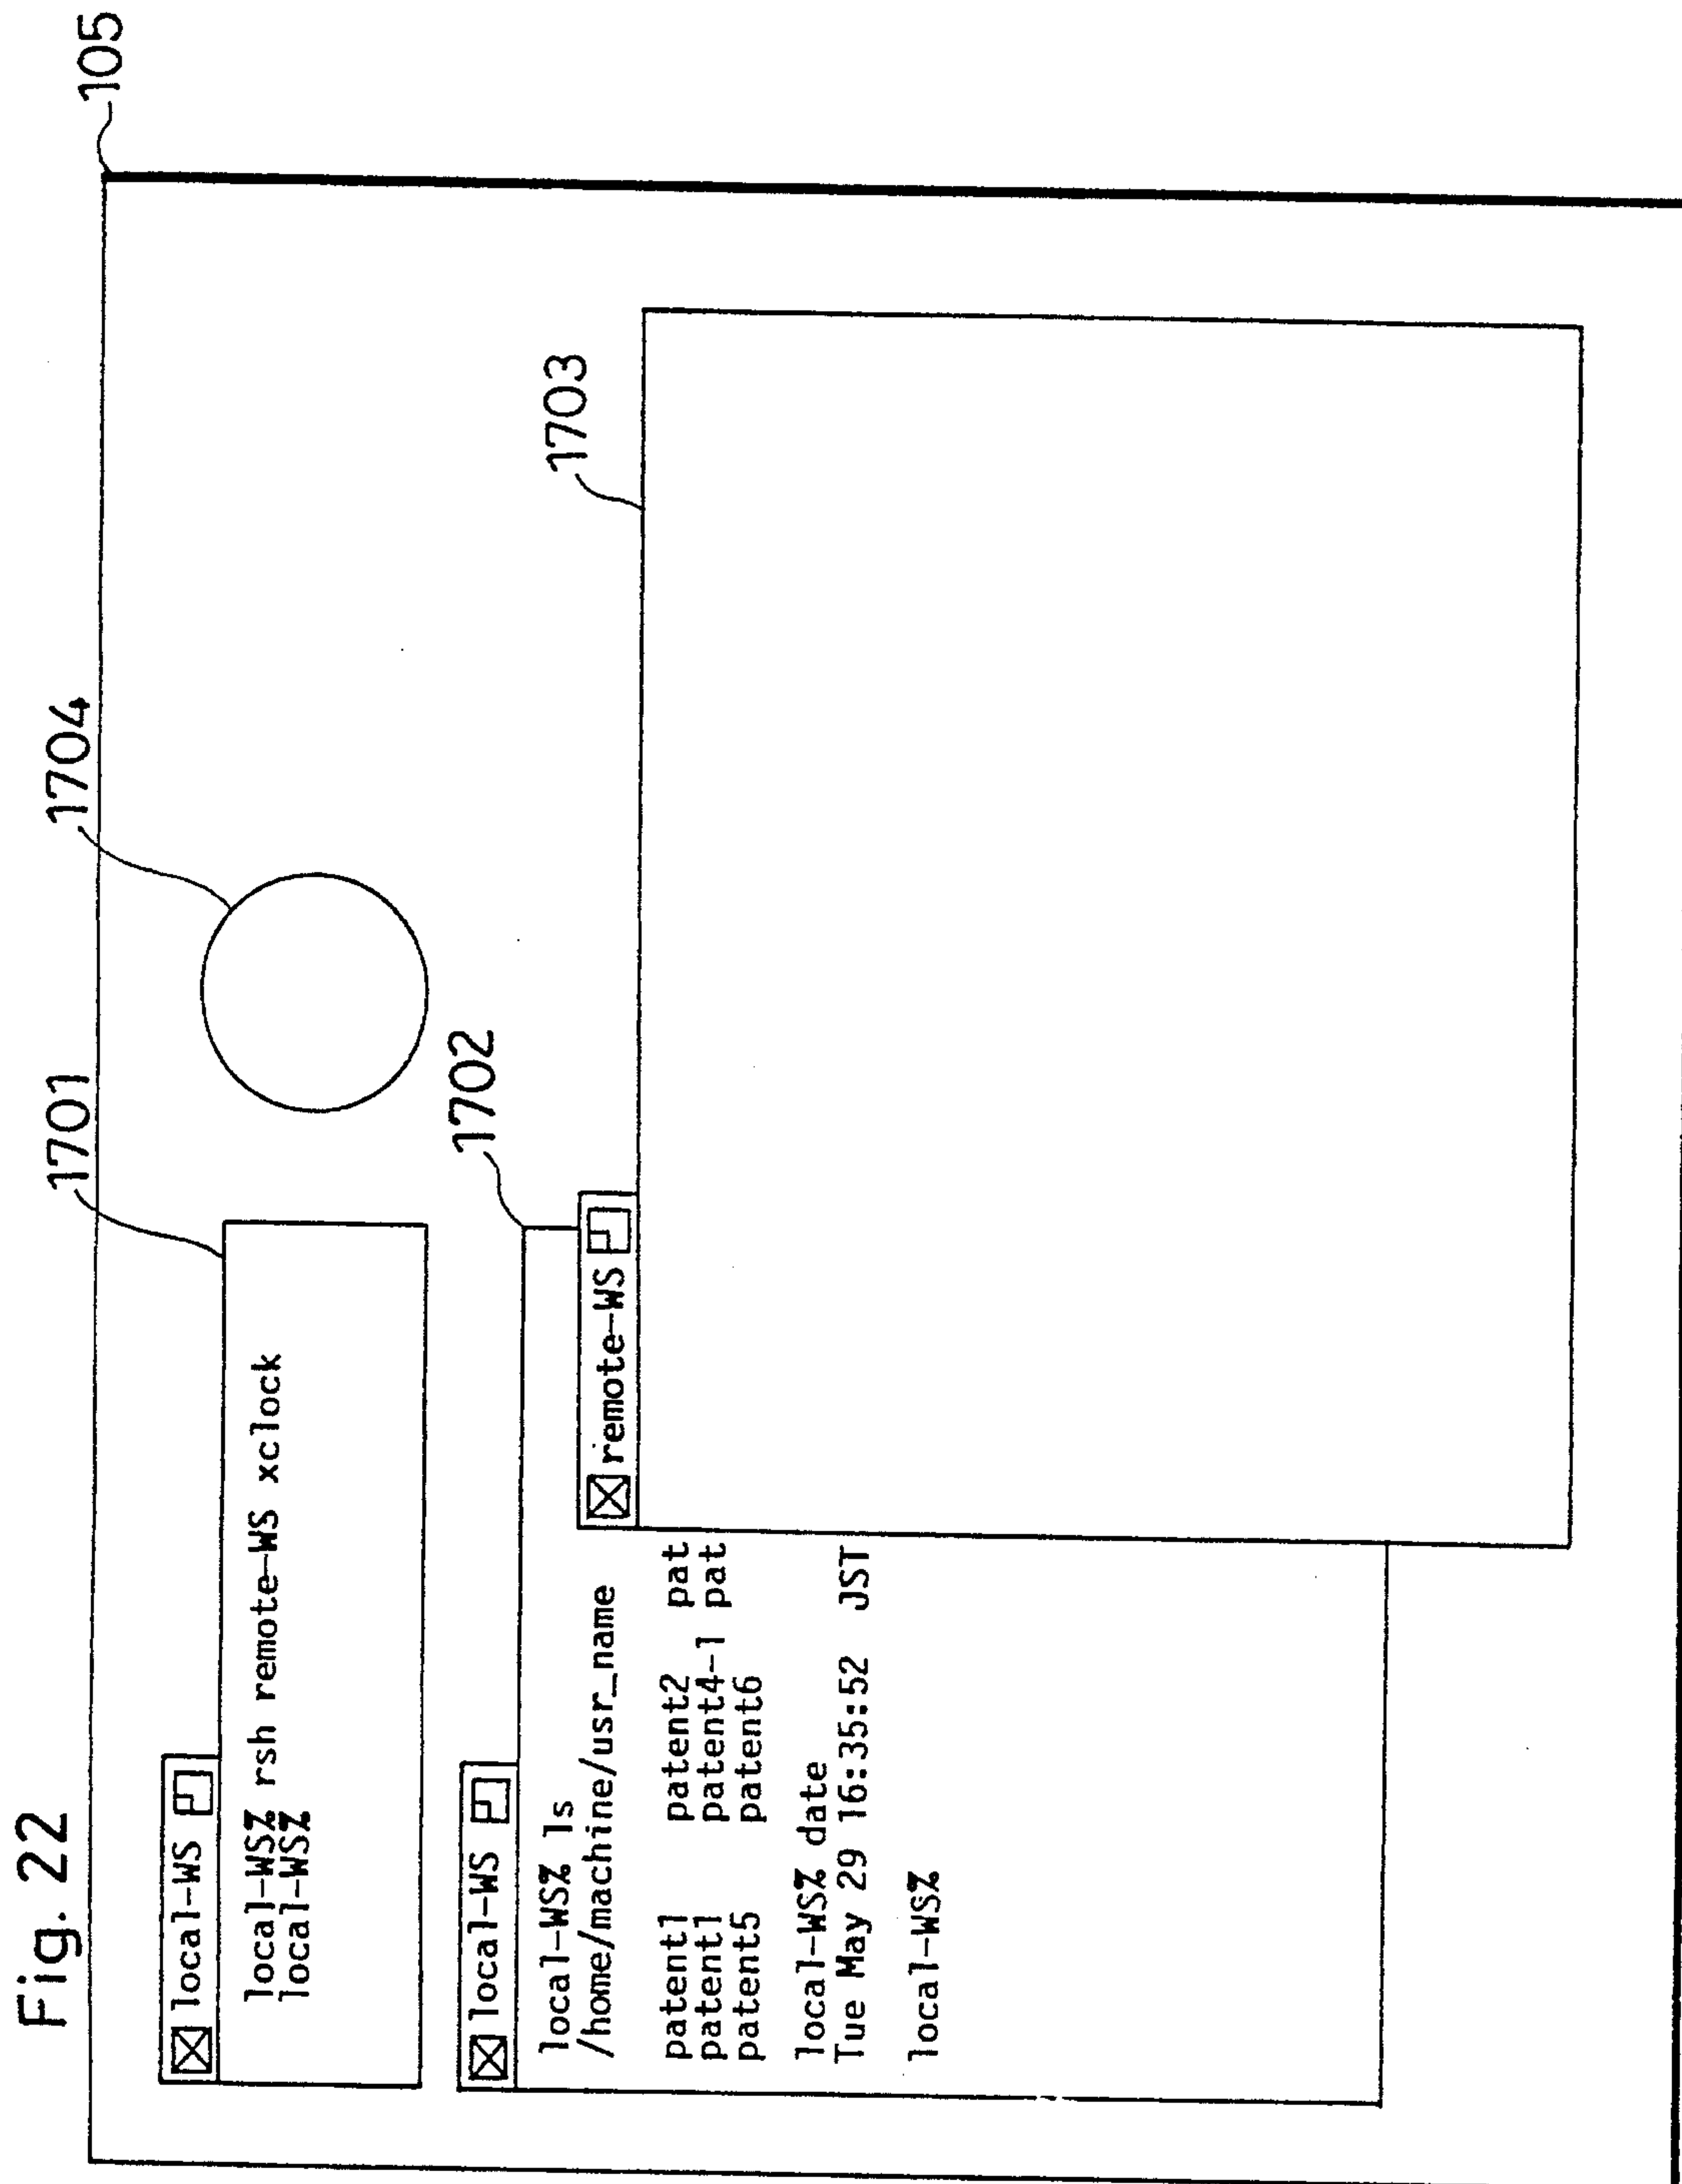 Fig. 22
105
1701
1704
local-WS
local-WS% rsh remote-WS xclock
local-WS%
1702
local-WS
local-WS% ls
/home/machine/usr_name
1703
remote-WS
patent1 patent2 pat
patent1 patent4-1 pat
patent5 patent6
local-WS% date
Tue May 29 16:35:52 JST
local-WS%